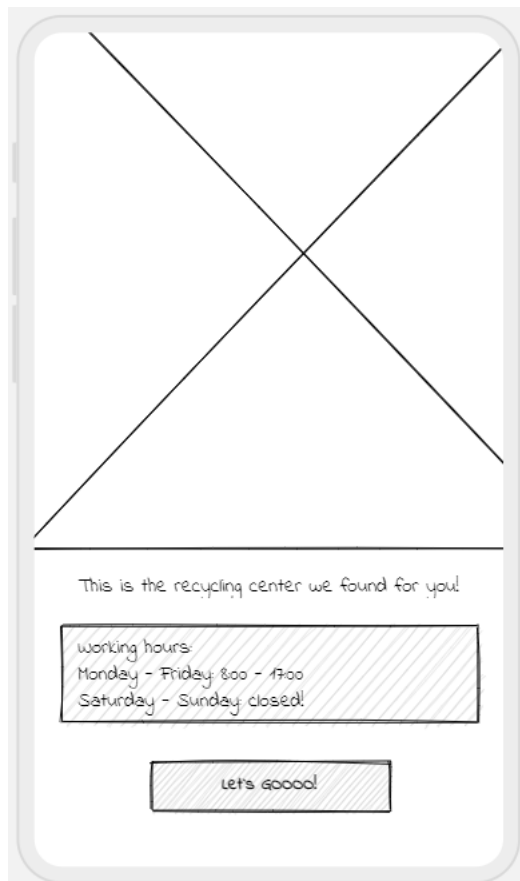 This is the recycling center we found for you!
Working hours:
Monday - Friday: 8:00 - 17:00
Saturday - Sunday: closed!
Let's GOOOO!